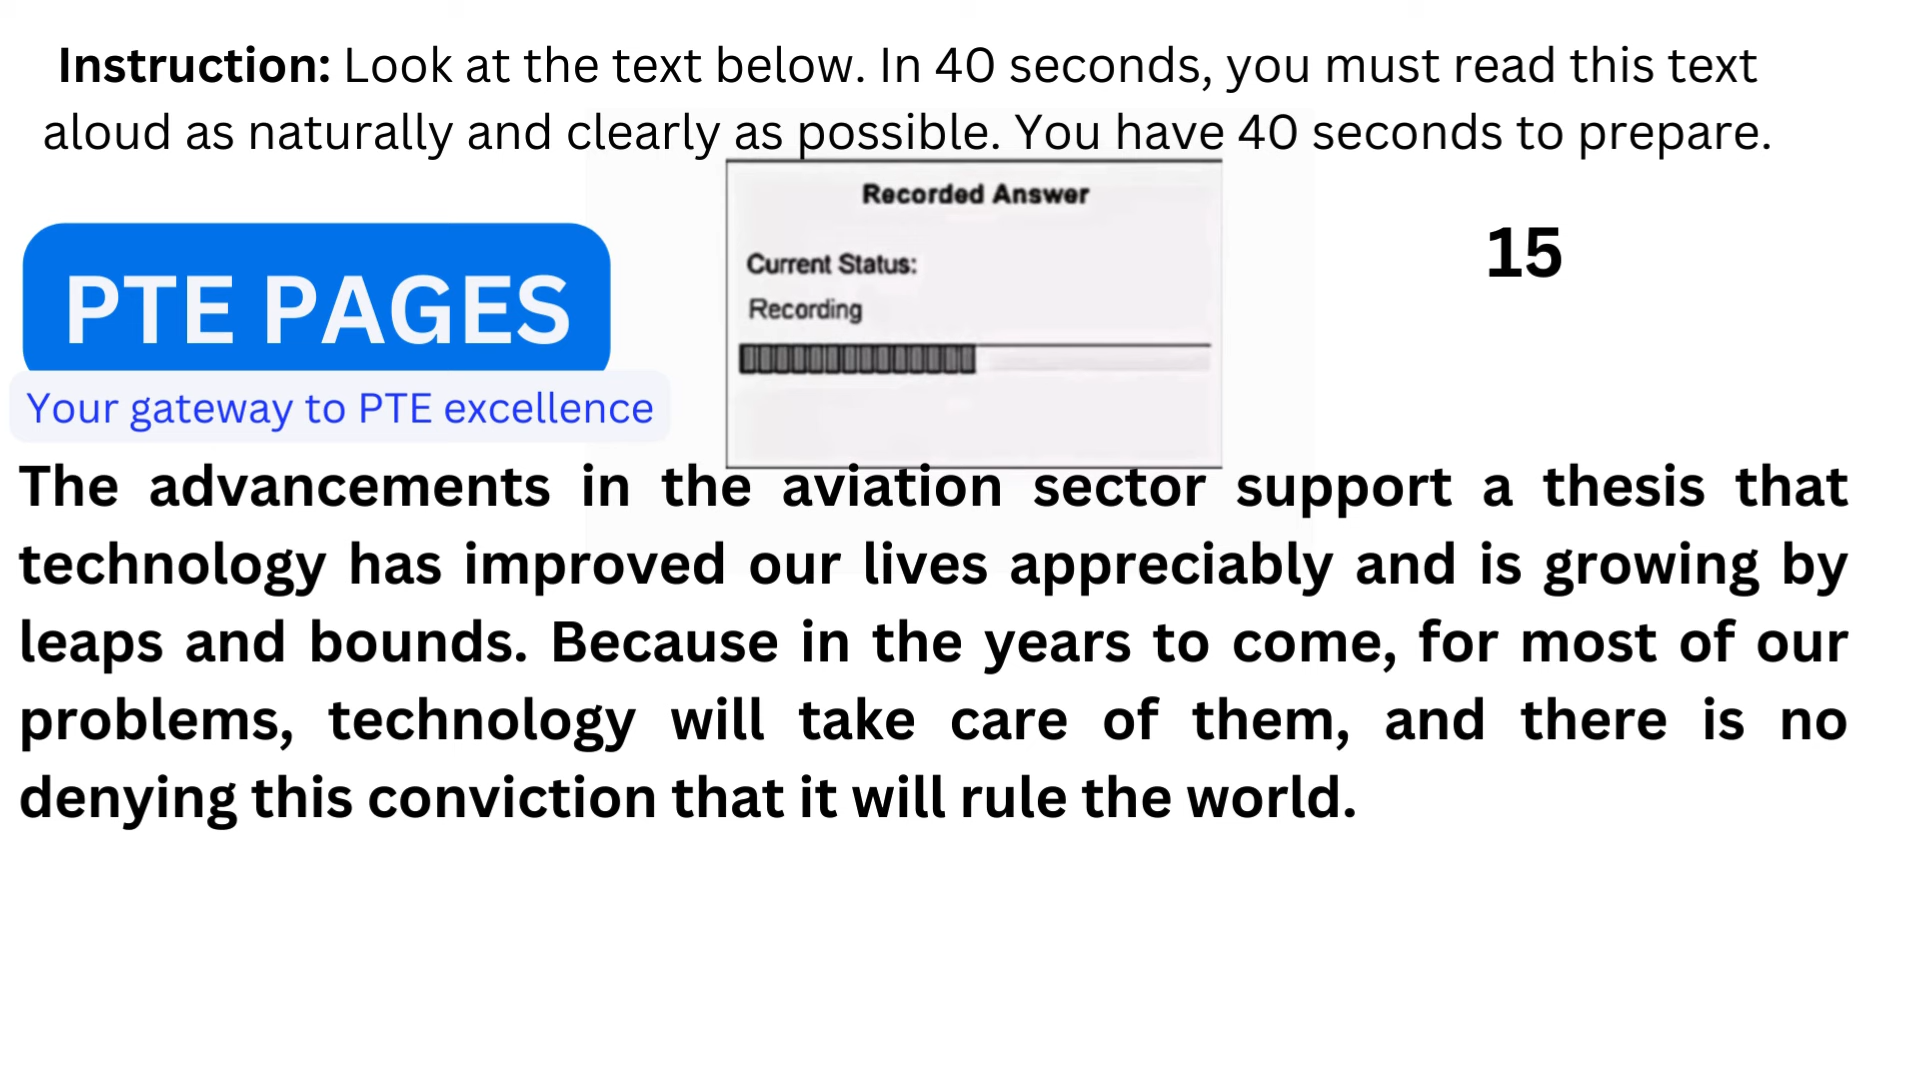 Instruction: Look at the text below. In 40 seconds, you must read this text
aloud as naturally and clearly as possible. You have 40 seconds to prepare.
Recorded Answer
Current Status:
Recording
15
PTE PAGES
Your gateway to PTE excellence
The advancements in the aviation sector support a thesis that
technology has improved our lives appreciably and is growing by
leaps and bounds. Because in the years to come, for most of our
problems, technology will take care of them, and there is no
denying this conviction that it will rule the world.